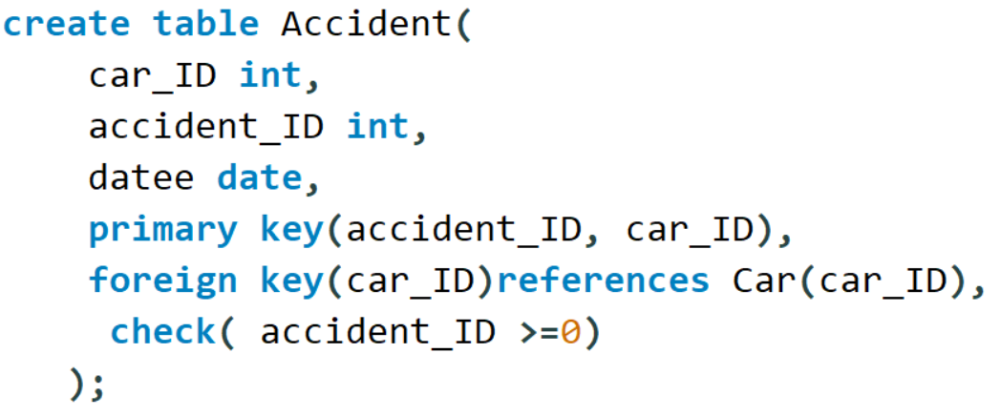 create table Accident(
car_ID int,
accident_ID int,
datee date,
primary key(accident_ID, car_ID),
foreign key(car_ID)references Car(car_ID),
check( accident_ID >=0)
);